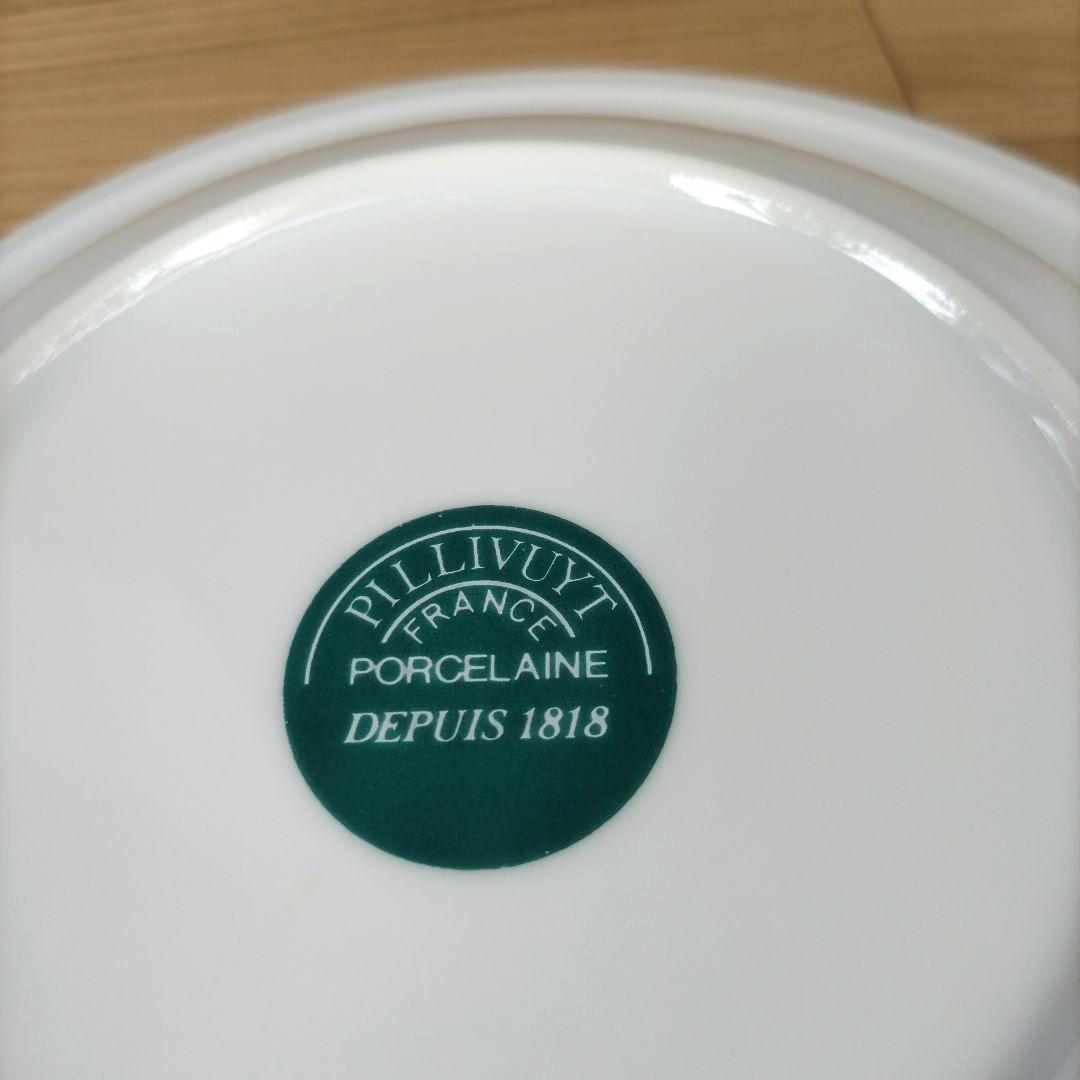 PILLIVUYT
FRANCE
PORCELAINE
DEPUIS 1818